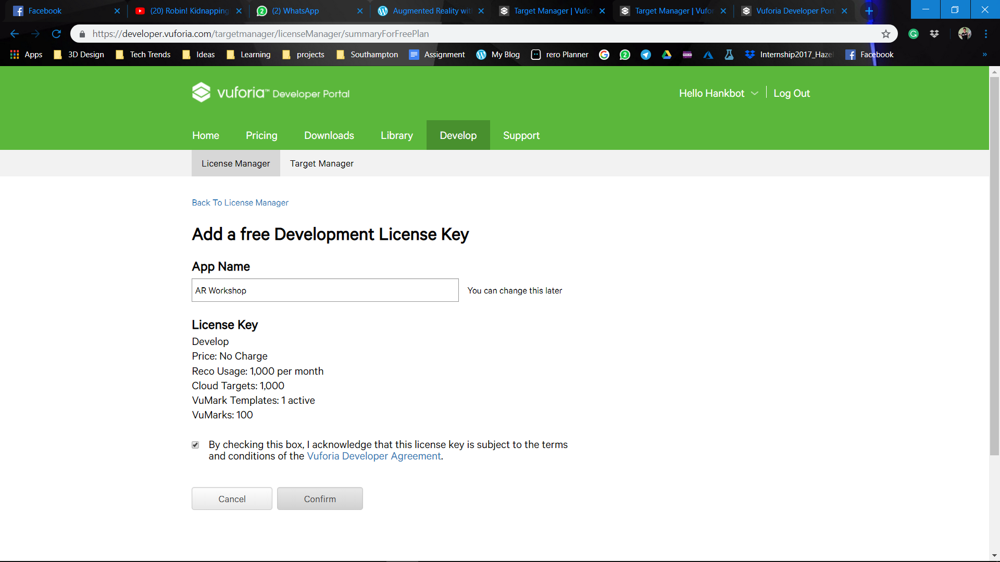 Facebook
(20) Robin! Kidnapping
(2) WhatsApp
Augmented Reality wit
Target Manager | Vufor
Target Manager | Vufor
Vuforia Developer Port
https://developer.vuforia.com/targetmanager/licenseManager/summaryForFreePlan
Apps
3D Design
Tech Trends
Ideas
Learning
projects
Southampton
Assignment
My Blog
rero Planner
Internship2017_Hazel
Facebook
vuforia™ Developer Portal
Hello Hankbot
Log Out
Home
Pricing
Downloads
Library
Develop
Support
License Manager
Target Manager
Back To License Manager
Add a free Development License Key
App Name
AR Workshop
You can change this later
License Key
Develop
Price: No Charge
Reco Usage: 1,000 per month
Cloud Targets: 1,000
VuMark Templates: 1 active
VuMarks: 100
By checking this box, I acknowledge that this license key is subject to the terms
and conditions of the Vuforia Developer Agreement.
Cancel
Confirm